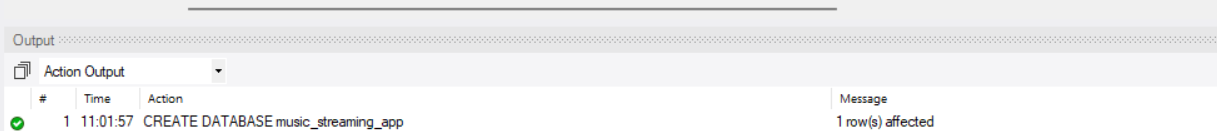 Output
Action Output
# Time Action Message
1 11:01:57 CREATE DATABASE music_streaming_app 1 row(s) affected